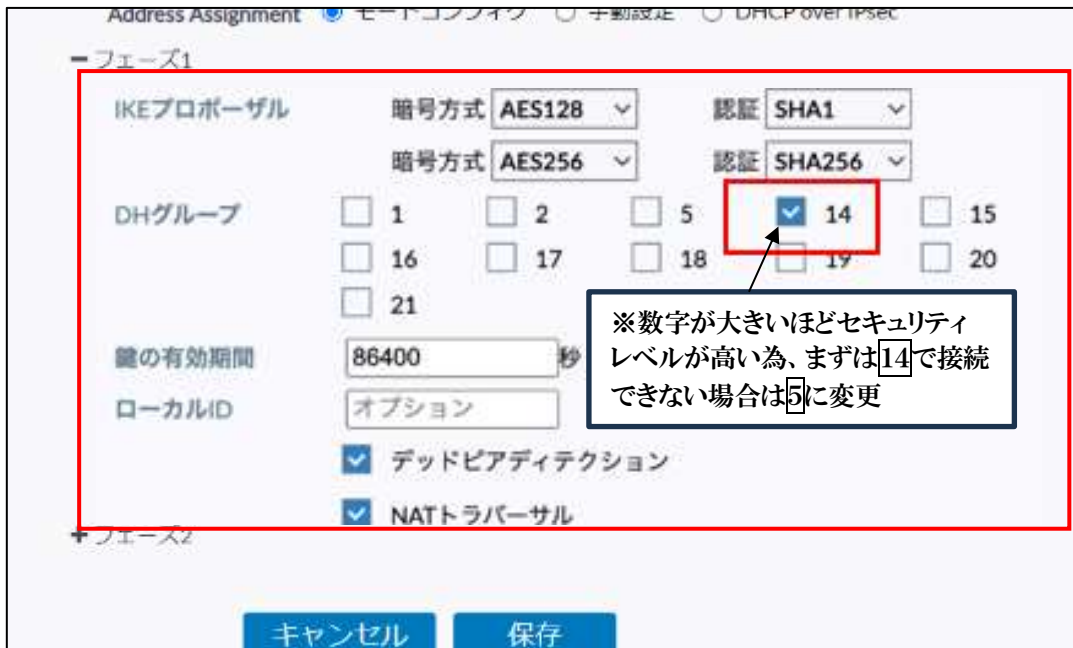 Address Assignment モードコンフィグ 手動設定 DHCP over IPsec
フェーズ1
IKEプロポーザル 暗号方式 AES128 認証 SHA1
暗号方式 AES256 認証 SHA256
DHグループ 1 2 5 14 15
16 17 18 19 20
21
※数字が大きいほどセキュリティ
レベルが高い為、まずは14で接続
できない場合は5に変更
鍵の有効期間 86400 秒
ローカルID オプション
デッドピアディテクション
NATトラバーサル
フェーズ2
キャンセル 保存